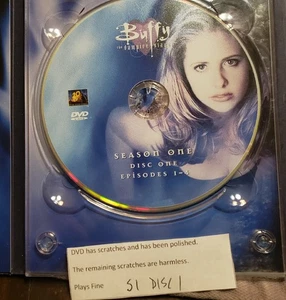 Buffy
the vampire slayer
DVD
SEASON ONE
DISC ONE
EPISODES 1-
DVD has scratches and has been polished.
The remaining scratches are harmless.
Plays Fine
S1 DISC 1